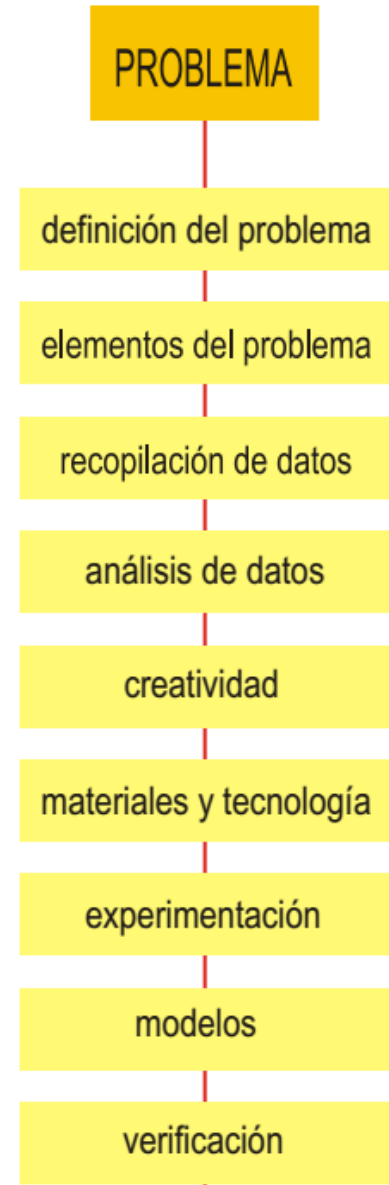 PROBLEMA
definición del problema
elementos del problema
recopilación de datos
análisis de datos
creatividad
materiales y tecnología
experimentación
modelos
verificación